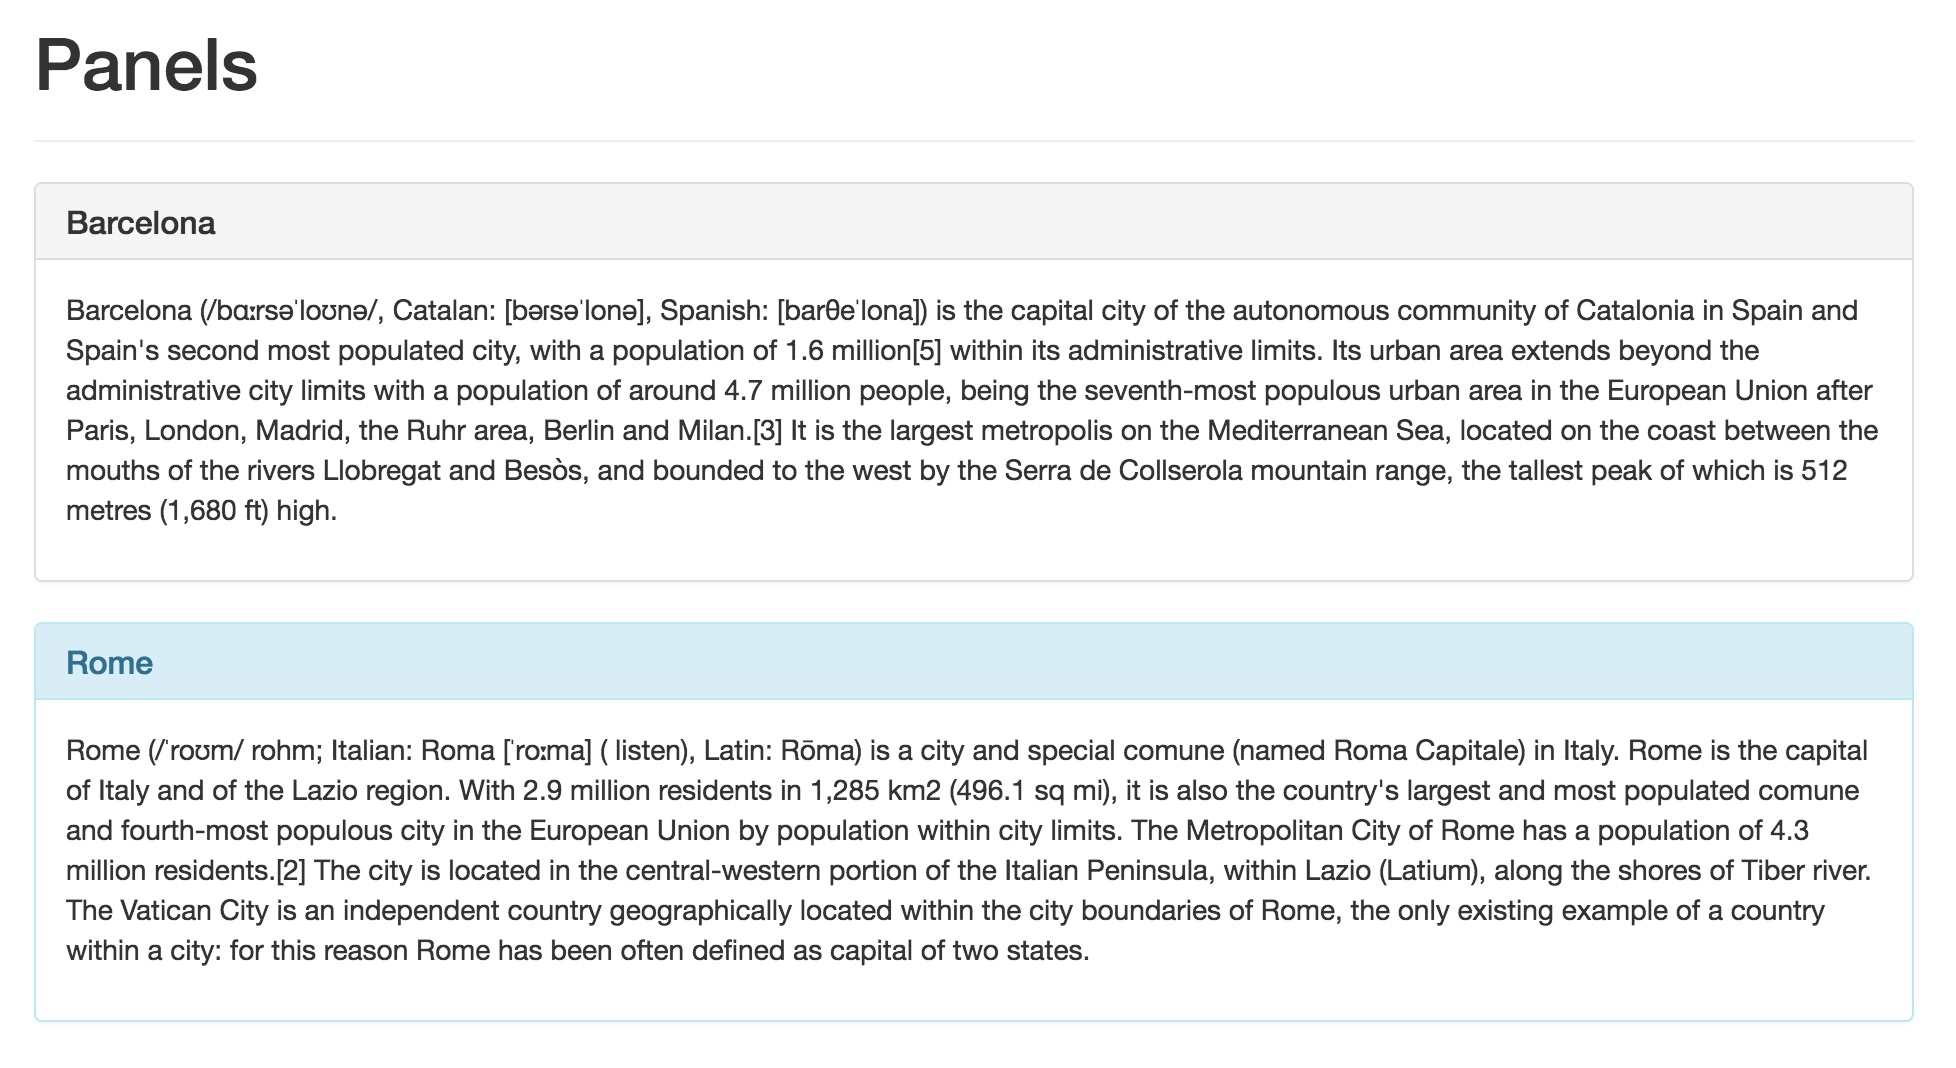 Panels
Barcelona
Barcelona (/bɑːrsəˈloʊnə/, Catalan: [bərsəˈlonə], Spanish: [barθeˈlona]) is the capital city of the autonomous community of Catalonia in Spain and
Spain's second most populated city, with a population of 1.6 million[5] within its administrative limits. Its urban area extends beyond the
administrative city limits with a population of around 4.7 million people, being the seventh-most populous urban area in the European Union after
Paris, London, Madrid, the Ruhr area, Berlin and Milan.[3] It is the largest metropolis on the Mediterranean Sea, located on the coast between the
mouths of the rivers Llobregat and Besòs, and bounded to the west by the Serra de Collserola mountain range, the tallest peak of which is 512
metres (1,680 ft) high.
Rome
Rome (/ˈroʊm/ rohm; Italian: Roma [ˈroːma] ( listen), Latin: Rōma) is a city and special comune (named Roma Capitale) in Italy. Rome is the capital
of Italy and of the Lazio region. With 2.9 million residents in 1,285 km2 (496.1 sq mi), it is also the country's largest and most populated comune
and fourth-most populous city in the European Union by population within city limits. The Metropolitan City of Rome has a population of 4.3
million residents.[2] The city is located in the central-western portion of the Italian Peninsula, within Lazio (Latium), along the shores of Tiber river.
The Vatican City is an independent country geographically located within the city boundaries of Rome, the only existing example of a country
within a city: for this reason Rome has been often defined as capital of two states.